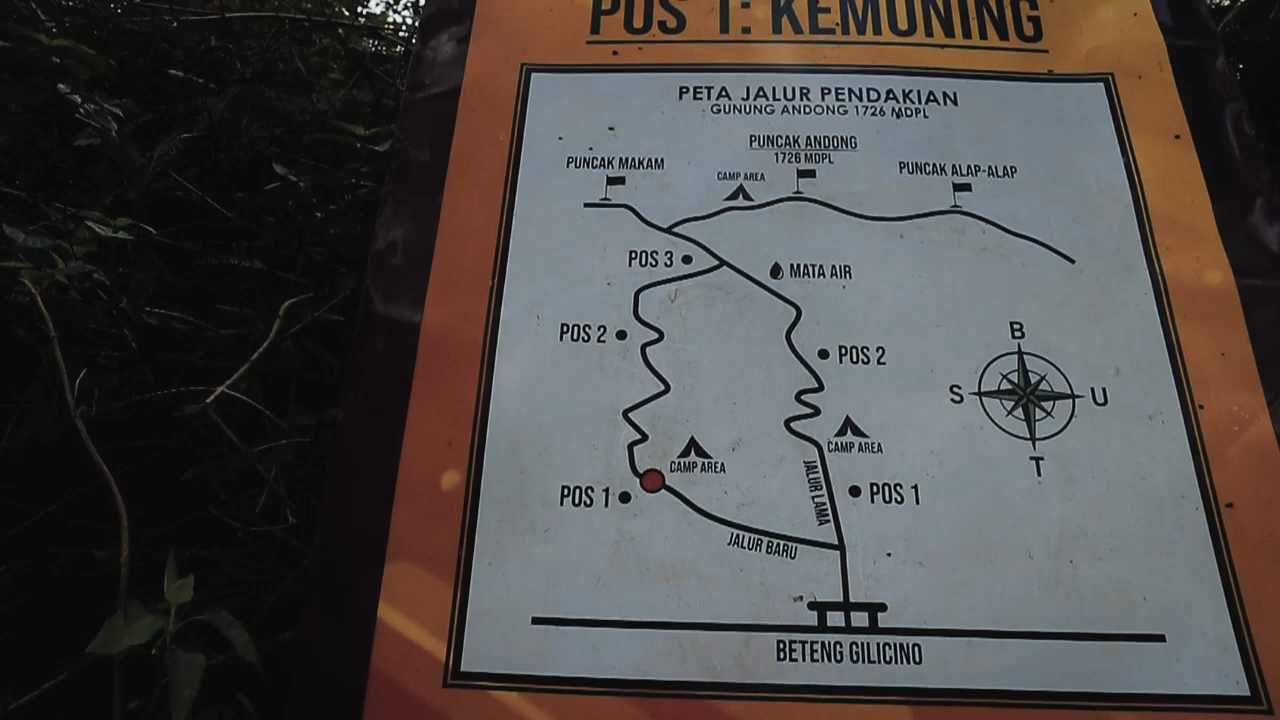 POS 1: KEMUNING
PETA JALUR PENDAKIAN
GUNUNG ANDONG 1726 MDPL
PUNCAK ANDONG
1726 MDPL
PUNCAK MAKAM
CAMP AREA
PUNCAK ALAP-ALAP
POS 3
MATA AIR
POS 2
POS 2
B
S
U
T
CAMP AREA
CAMP AREA
JALUR LAMA
POS 1
POS 1
JALUR BARU
BETENG GILICINO